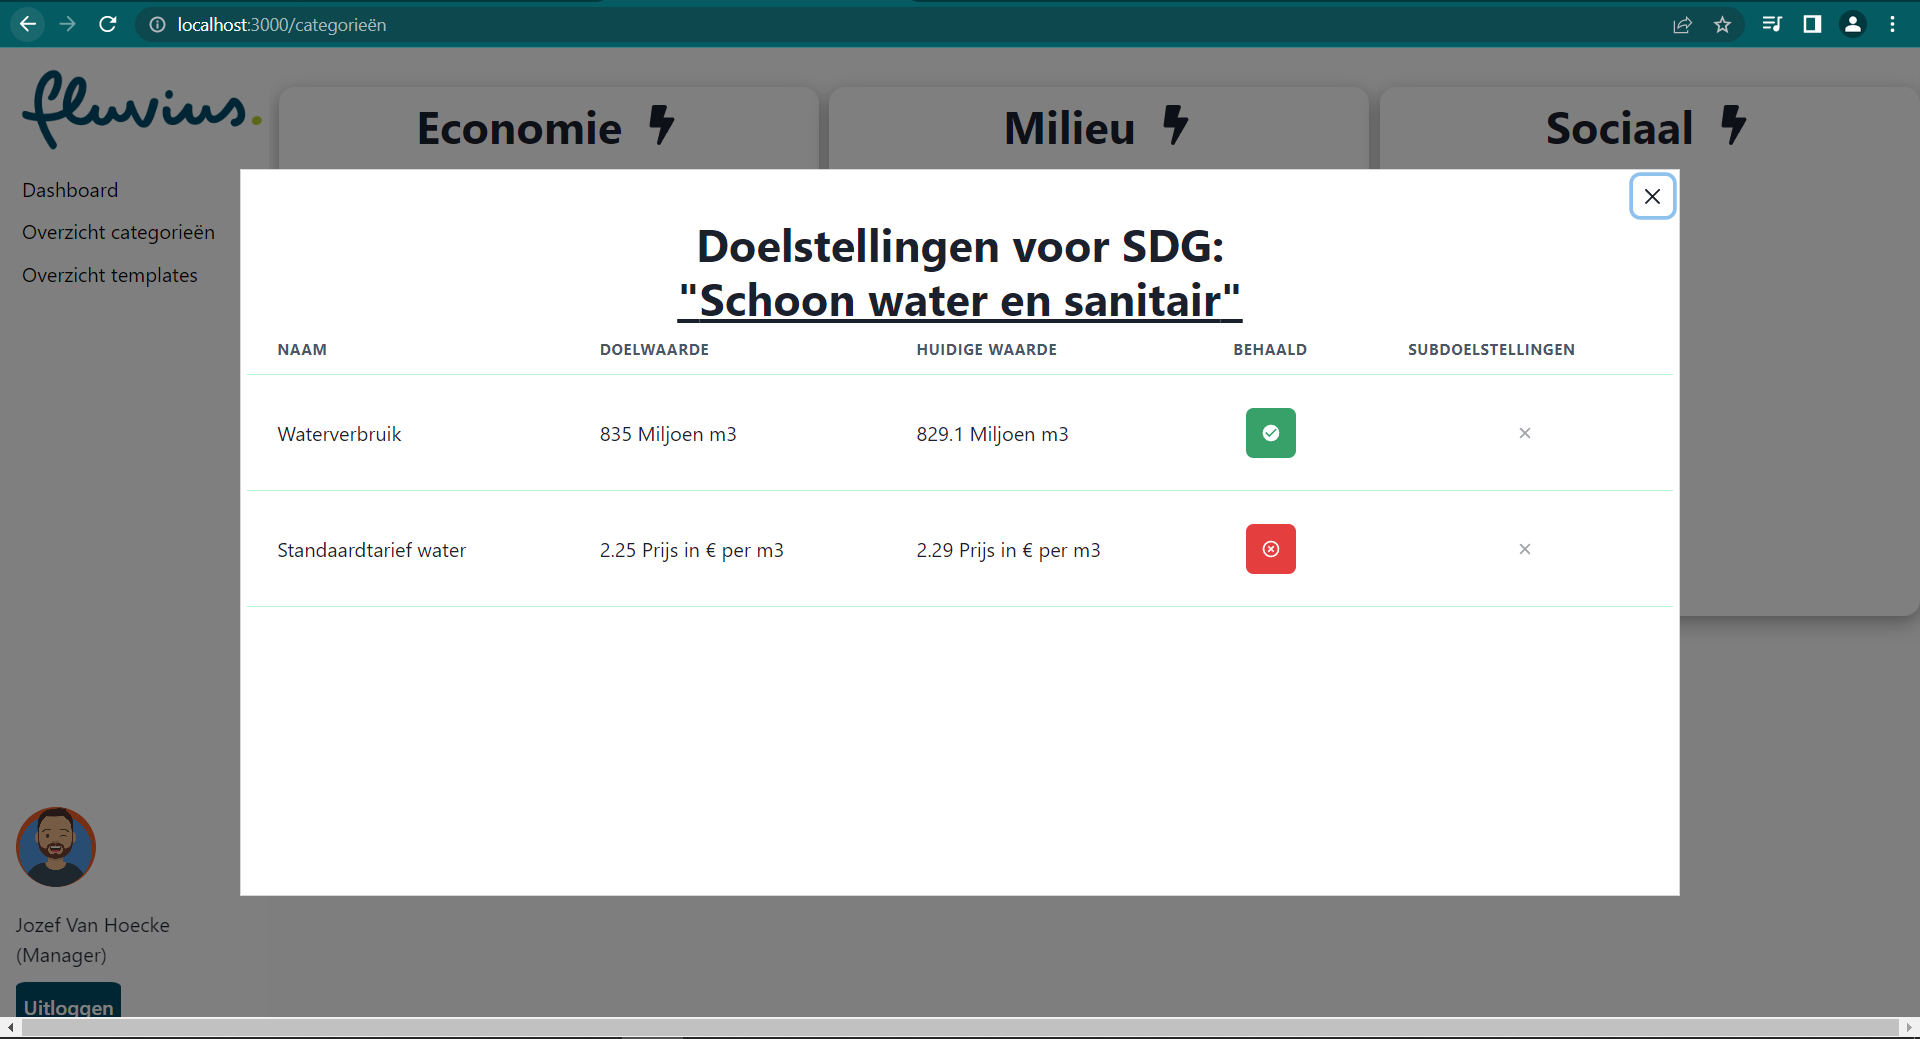 localhost:3000/categorieën
fluvius.
Economie
Milieu
Sociaal
Dashboard
Overzicht categorieën
Overzicht templates
Doelstellingen voor SDG:
"Schoon water en sanitair"
NAAM DOELWAARDE HUIDIGE WAARDE BEHAALD SUBDOELSTELLINGEN
Waterverbruik 835 Miljoen m3 829.1 Miljoen m3
Standaardtarief water 2.25 Prijs in € per m3 2.29 Prijs in € per m3
Jozef Van Hoecke
(Manager)
Uitloggen